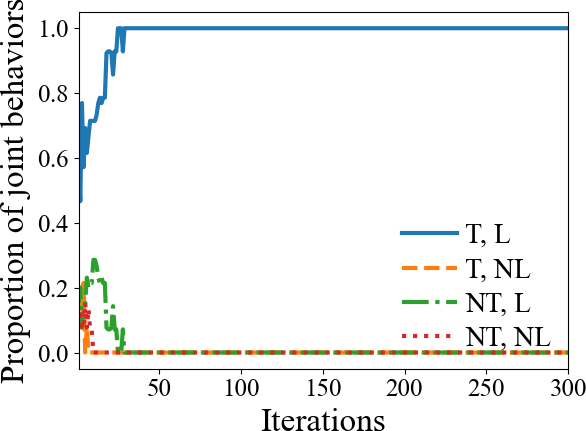 Proportion of joint behaviors
1.0
0.8
0.6
0.4
0.2
0.0
T, L
T, NL
NT, L
NT, NL
50 100 150 200 250 300
Iterations